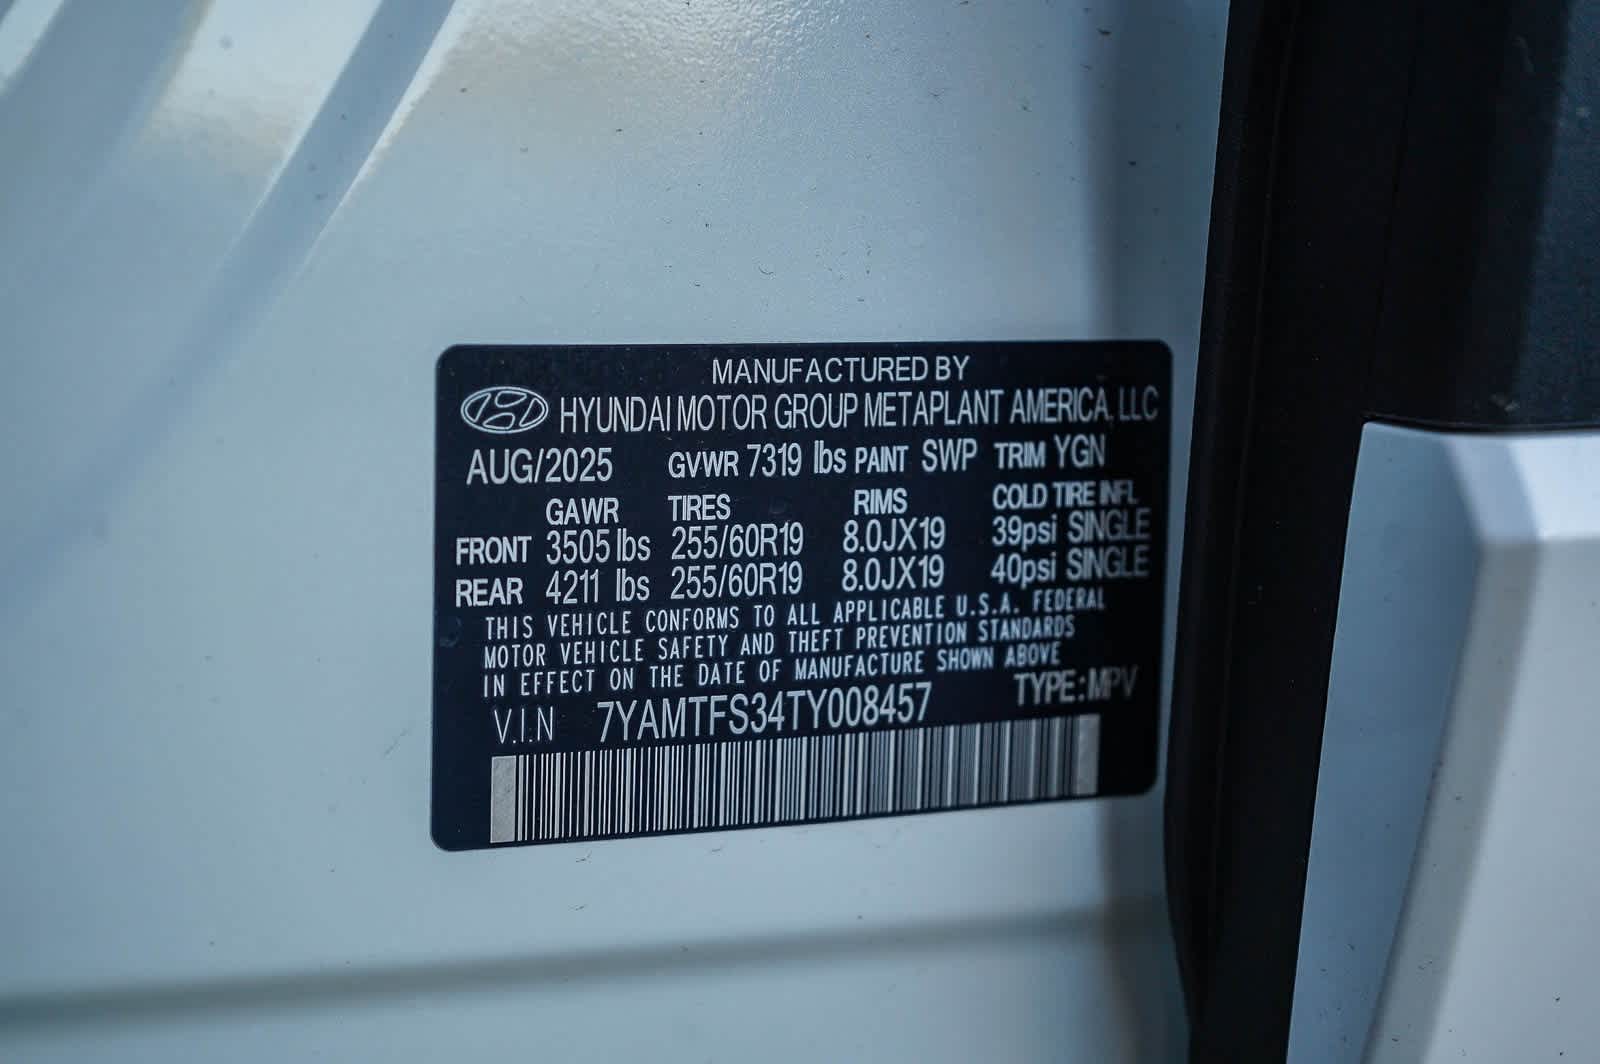 MANUFACTURED BY
HYUNDAI MOTOR GROUP METAPLANT AMERICA, LLC
AUG/2025 GVWR 7319 lbs PAINT SWP TRIM YGN
GAWR TIRES RIMS COLD TIRE INFL
FRONT 3505 lbs 255/60R19 8.0JX19 39psi SINGLE
REAR 4211 lbs 255/60R19 8.0JX19 40psi SINGLE
THIS VEHICLE CONFORMS TO ALL APPLICABLE U.S.A. FEDERAL
MOTOR VEHICLE SAFETY AND THEFT PREVENTION STANDARDS
IN EFFECT ON THE DATE OF MANUFACTURE SHOWN ABOVE
V.I.N 7YAMTFS34TY008457 TYPE:MPV